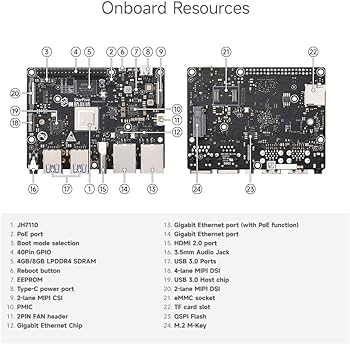 Onboard Resources
3
4
5
2
6
7
8
9
20
19
18
10
11
12
16
17
1
15
14
13
21
22
24
23
1. JH7110
2. PoE port
3. Boot mode selection
4. 40PIN GPIO
5. 4GB/8GB LPDDR4 SDRAM
6. Reboot button
7. EEPROM
8. Type-C power port
9. 2-lane MIPI CSI
10. PMIC
11. 2PIN FAN header
12. Gigabit Ethernet Chip
13. Gigabit Ethernet port (with PoE function)
14. Gigabit Ethernet port
15. HDMI 2.0 port
16. 3.5mm Audio Jack
17. USB 3.0 Ports
18. 4-lane MIPI DSI
19. USB 3.0 Host chip
20. 2-lane MIPI DSI
21. eMMC socket
22. TF card slot
23. QSPI Flash
24. M.2 M-Key